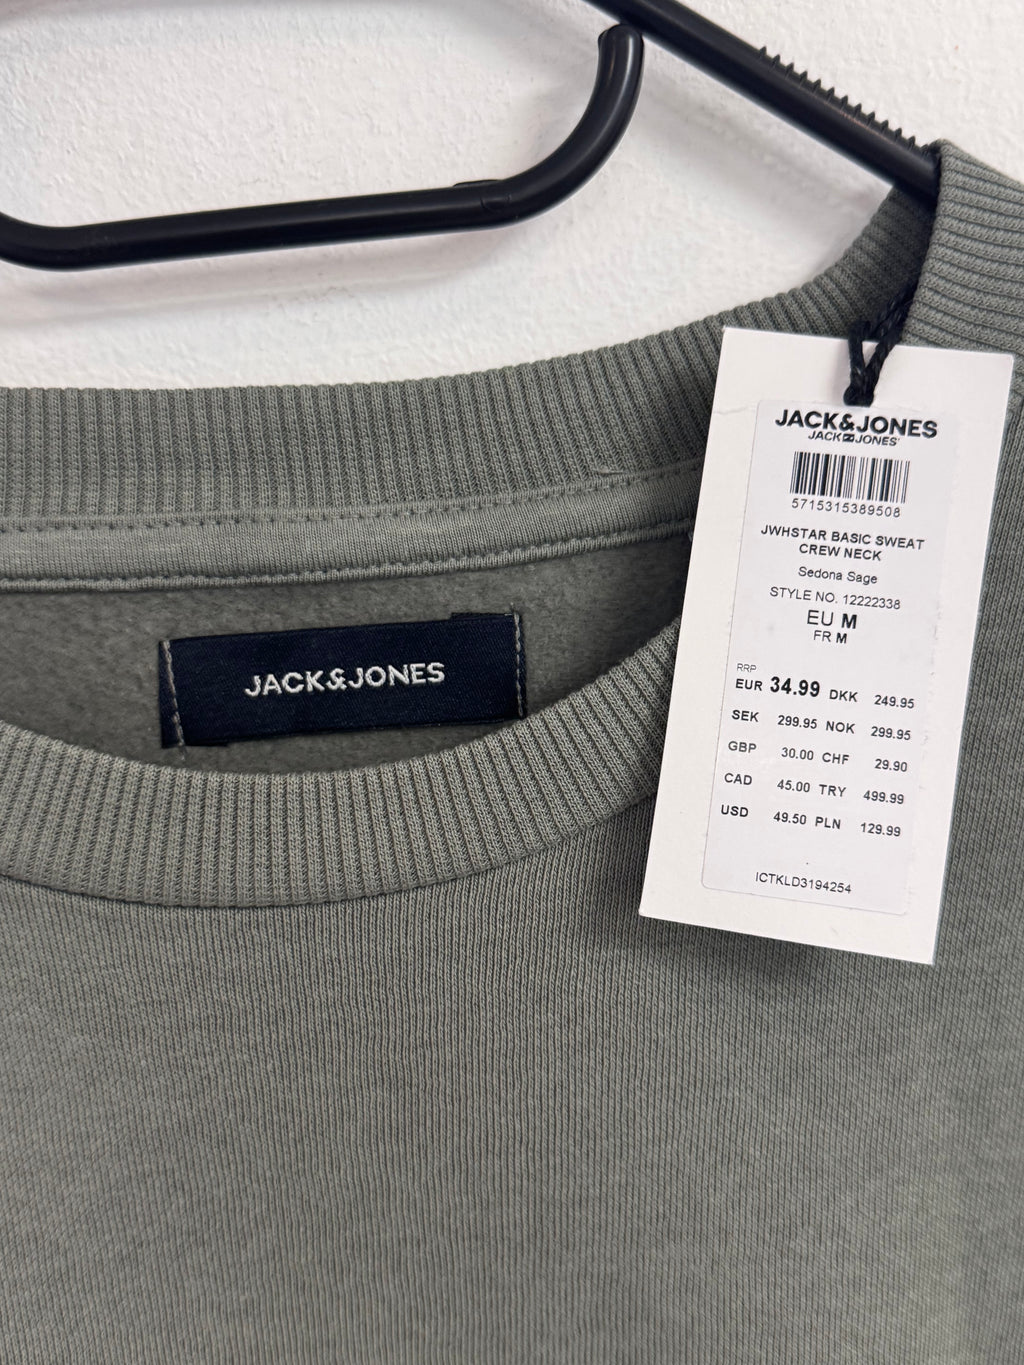 JACK&JONES
JACK&JONES
JACK JONES
5715315389508
JWHSTAR BASIC SWEAT
CREW NECK
Sedona Sage
STYLE NO. 12222338
EU M
FR M
RRP
EUR 34.99 DKK 249.95
SEK 299.95 NOK 299.95
GBP 30.00 CHF 29.90
CAD 45.00 TRY 499.99
USD 49.50 PLN 129.99
ICTKLD3194254